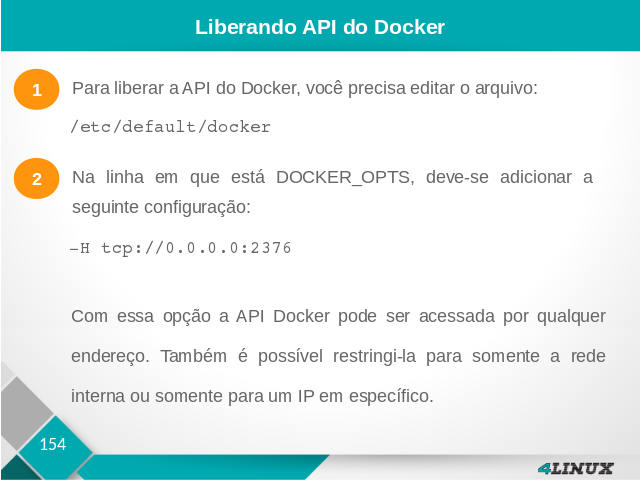 Liberando API do Docker
1
Para liberar a API do Docker, você precisa editar o arquivo:
/etc/default/docker
2
Na linha em que está DOCKER_OPTS, deve-se adicionar a
seguinte configuração:
–H tcp://0.0.0.0:2376
Com essa opção a API Docker pode ser acessada por qualquer
endereço. Também é possível restringi-la para somente a rede
interna ou somente para um IP em específico.
154
4LINUX